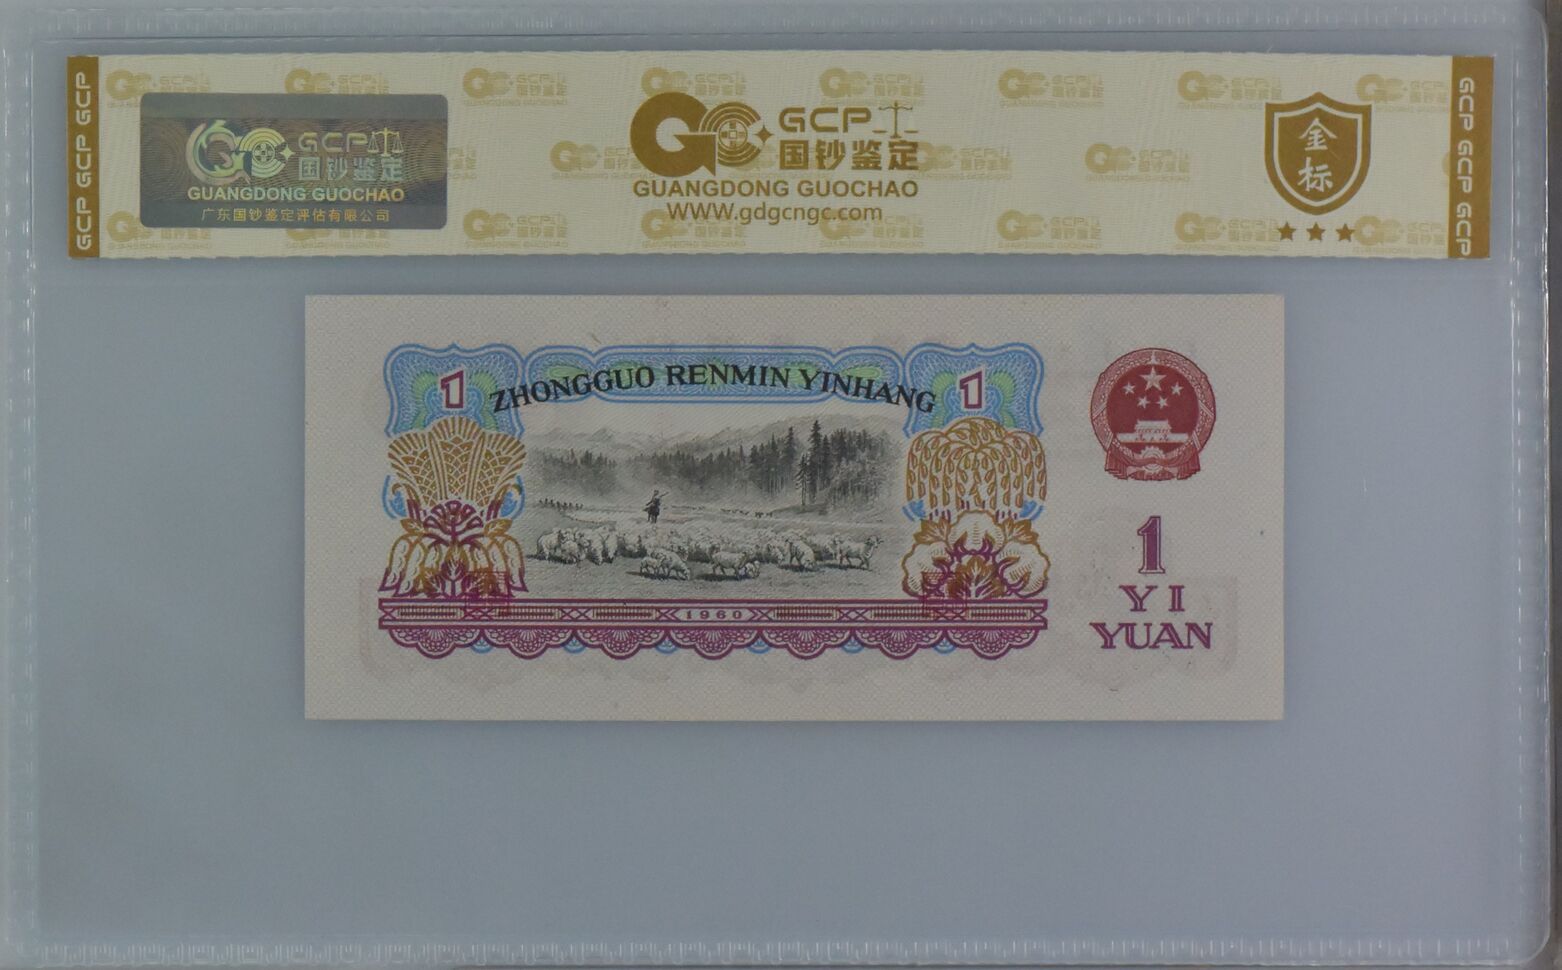 GCP GCP GCP
GCP
国钞鉴定
GUANGDONG GUOCHAO
广东国钞鉴定评估有限公司
GCP
国钞鉴定
GUANGDONG GUOCHAO
WWW.gdgcngc.com
金
标
GCP GCP GCP
1
ZHONGGUO RENMIN YINHANG
1
1960
1
YI
YUAN